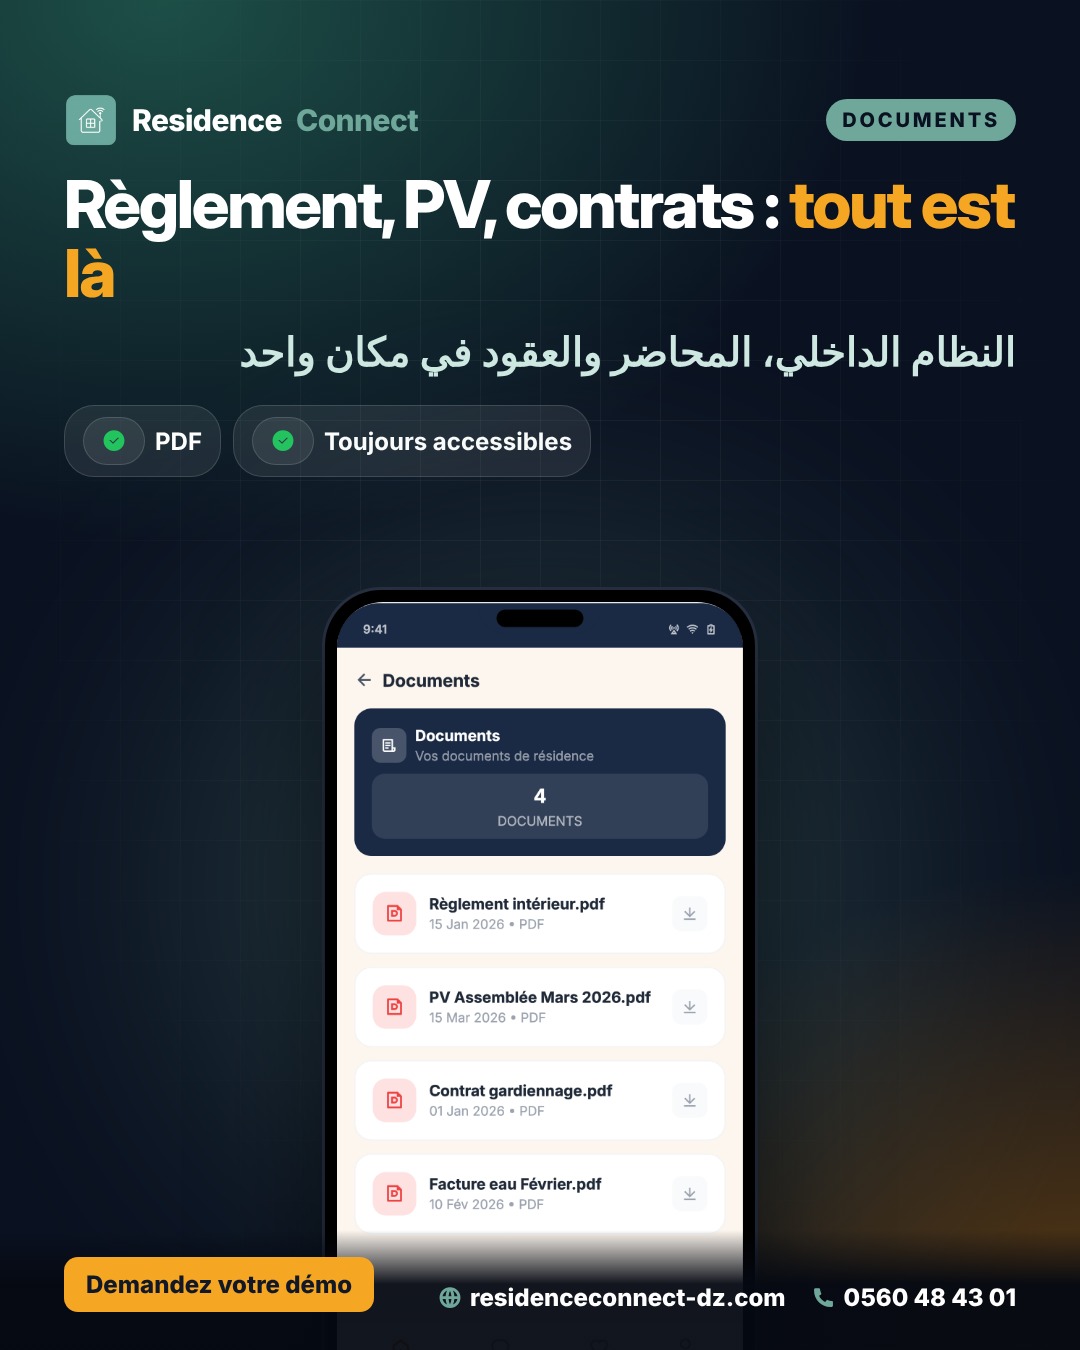 Residence Connect
DOCUMENTS
Règlement, PV, contrats : tout est
là
النظام الداخلي، المحاضر والعقود في مكان واحد
PDF
Toujours accessibles
9:41
Documents
Documents
Vos documents de résidence
4
DOCUMENTS
Règlement intérieur.pdf
15 Jan 2026 • PDF
PV Assemblée Mars 2026.pdf
15 Mar 2026 • PDF
Contrat gardiennage.pdf
01 Jan 2026 • PDF
Facture eau Février.pdf
10 Fév 2026 • PDF
Demandez votre démo
residenceconnect-dz.com
0560 48 43 01